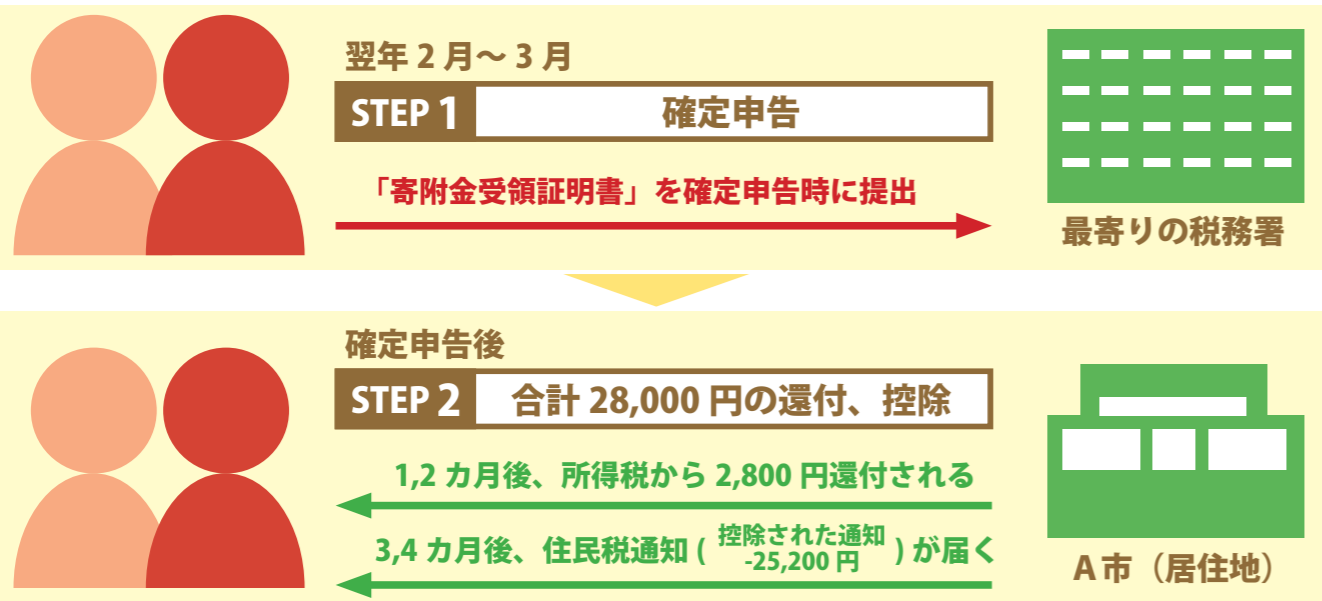 翌年 2 月～ 3 月
STEP 1 確定申告
「寄附金受領証明書」を確定申告時に提出
最寄りの税務署
確定申告後
STEP 2 合計 28,000 円の還付、控除
1,2 カ月後、所得税から 2,800 円還付される
3,4 カ月後、住民税通知 ( 控除された通知 -25,200 円 ) が届く
A市（居住地）